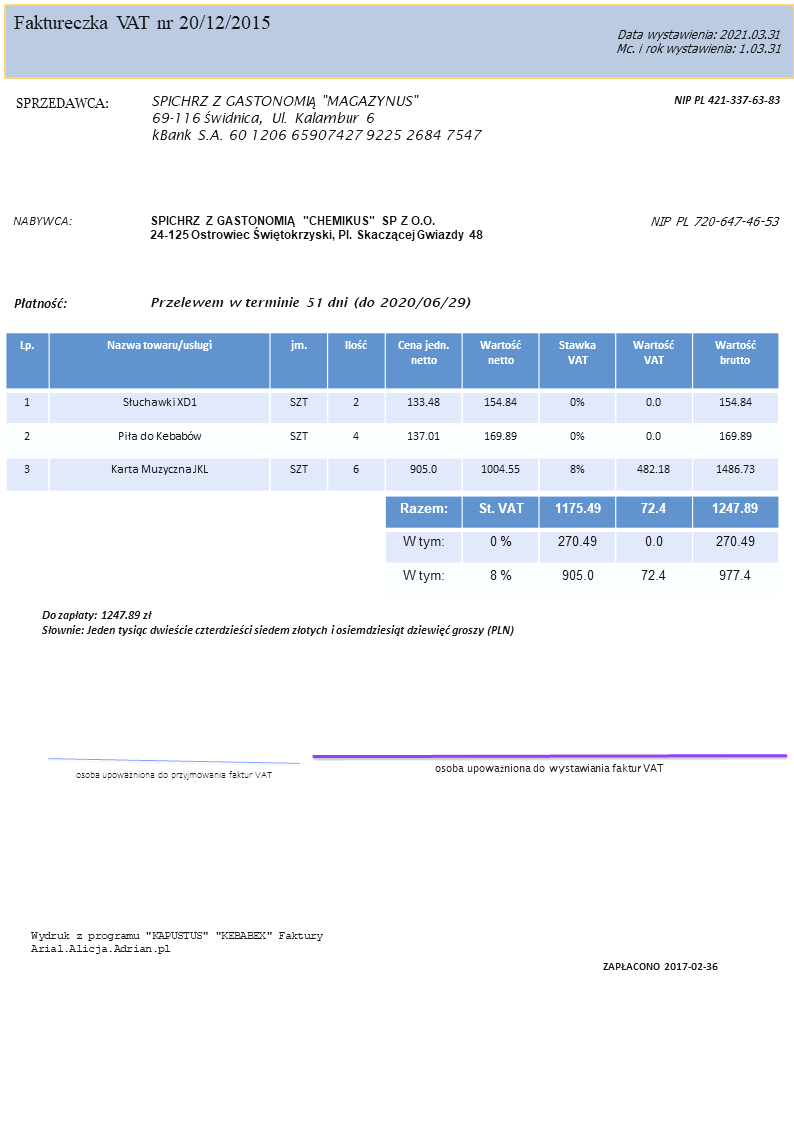 Faktureczka VAT nr 20/12/2015
Data wystawienia: 2021.03.31
Mc. i rok wystawienia: 1.03.31
SPRZEDAWCA: SPICHRZ Z GASTONOMIĄ "MAGAZYNUS" NIP PL 421-337-63-83
69-116 Świdnica, Ul. Kalambur 6
kBank S.A. 60 1206 65907427 9225 2684 7547
NABYWCA: SPICHRZ Z GASTONOMIĄ "CHEMIKUS" SP Z O.O. NIP PL 720-647-46-53
24-125 Ostrowiec Świętokrzyski, Pl. Skaczącej Gwiazdy 48
Płatność: Przelewem w terminie 51 dni (do 2020/06/29)
Lp. Nazwa towaru/usługi jm. Ilość Cena jedn. netto Wartość netto Stawka VAT Wartość VAT Wartość brutto
1 Słuchawki XD1 SZT 2 133.48 154.84 0% 0.0 154.84
2 Piła do Kebabów SZT 4 137.01 169.89 0% 0.0 169.89
3 Karta Muzyczna JKL SZT 6 905.0 1004.55 8% 482.18 1486.73
Razem: St. VAT 1175.49 72.4 1247.89
W tym: 0 % 270.49 0.0 270.49
W tym: 8 % 905.0 72.4 977.4
Do zapłaty: 1247.89 zł
Słownie: Jeden tysiąc dwieście czterdzieści siedem złotych i osiemdziesiąt dziewięć groszy (PLN)
osoba upoważniona do przyjmowania faktur VAT
osoba upoważniona do wystawiania faktur VAT
Wydruk z programu "KAPUSTUS" "KEBABEX" Faktury
Arial.Alicja.Adrian.pl
ZAPŁACONO 2017-02-36